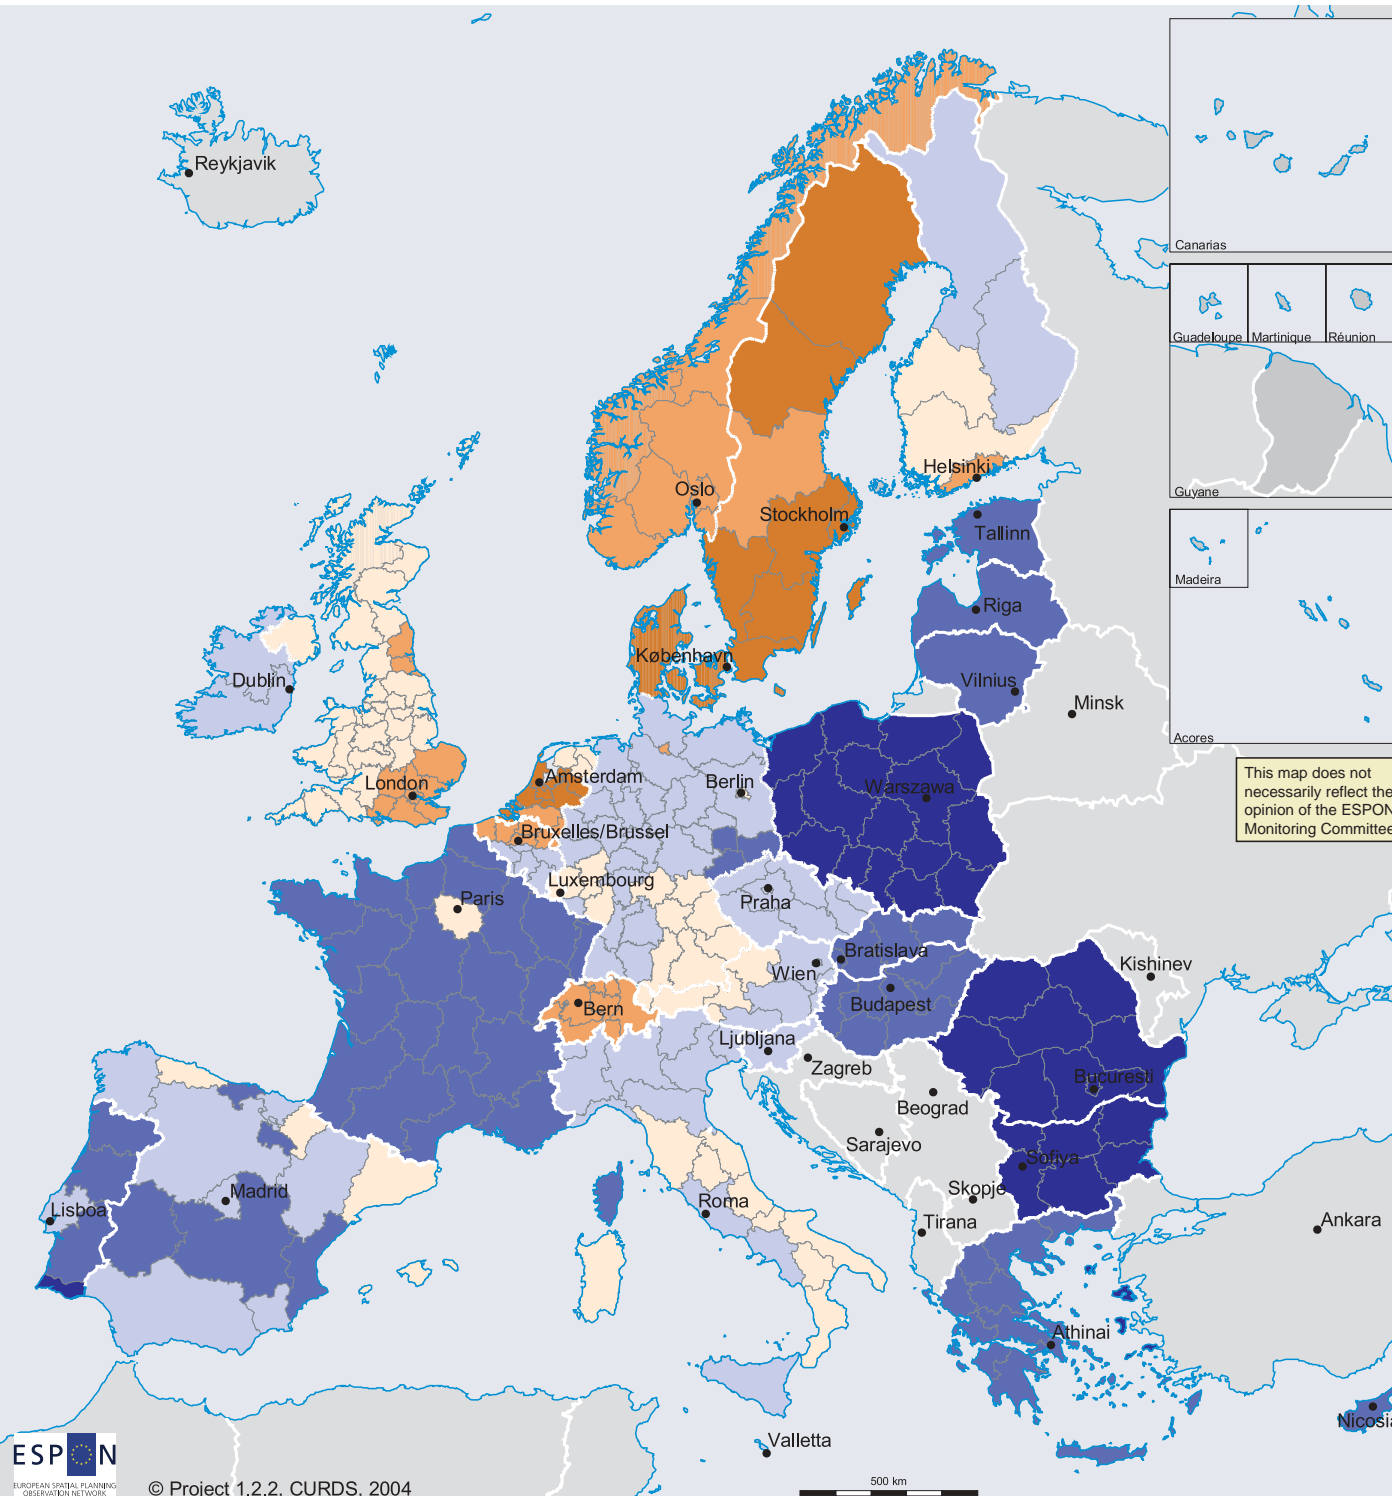 Reykjavik
Canarias
Guadeloupe
Martinique
Réunion
Guyane
Madeira
Acores
Helsinki
Oslo
Stockholm
Tallinn
Riga
København
Dublin
Vilnius
Minsk
This map does not
necessarily reflect the
opinion of the ESPON
Monitoring Committee
London
Amsterdam
Berlin
Warszawa
Bruxelles/Brussel
Luxembourg
Paris
Praha
Bratislava
Wien
Kishinev
Bern
Budapest
Ljubljana
Zagreb
Bucuresti
Beograd
Sarajevo
Sofiya
Madrid
Lisboa
Roma
Skopje
Tirana
Ankara
Athinai
Nicosia
Valletta
ESPON
EUROPEAN SPATIAL PLANNING
OBSERVATION NETWORK
© Project 1.2.2, CURDS, 2004
500 km